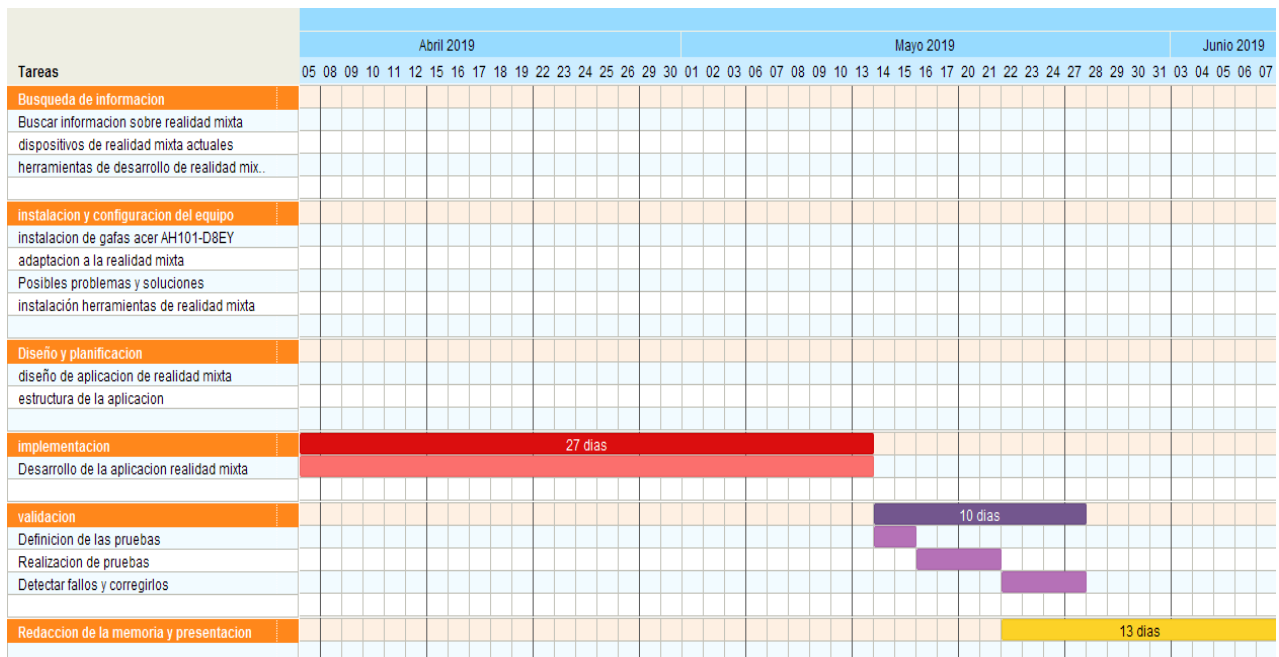 Abril 2019 Mayo 2019 Junio 2019
Tareas 05 08 09 10 11 12 15 16 17 18 19 22 23 24 25 26 29 30 01 02 03 06 07 08 09 10 13 14 15 16 17 20 21 22 23 24 27 28 29 30 31 03 04 05 06 07
Busqueda de informacion
Buscar informacion sobre realidad mixta
dispositivos de realidad mixta actuales
herramientas de desarrollo de realidad mix..
instalacion y configuracion del equipo
instalacion de gafas acer AH101-D8EY
adaptacion a la realidad mixta
Posibles problemas y soluciones
instalación herramientas de realidad mixta
Diseño y planificacion
diseño de aplicacion de realidad mixta
estructura de la aplicacion
implementacion 27 dias
Desarrollo de la aplicacion realidad mixta
validacion 10 dias
Definicion de las pruebas
Realizacion de pruebas
Detectar fallos y corregirlos
Redaccion de la memoria y presentacion 13 dias